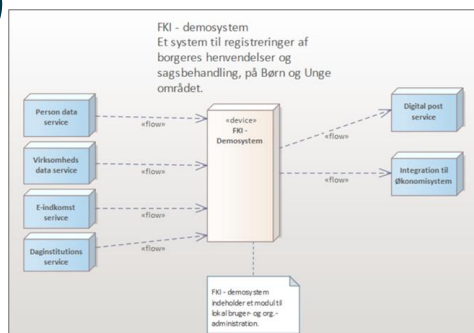 FKI - demosystem
Et system til registreringer af
borgeres henvendelser og
sagsbehandling, på Børn og Unge
området.
Person data
service
«flow»
Virksomheds
data service
«flow»
E-indkomst
serivce
«flow»
Daginstitutions
service
«flow»
«device»
FKI -
Demosystem
«flow»
Digital post
service
«flow»
Integration til
Økonomisystem
FKI - demosystem
indeholder et modul til
lokal bruger- og org.-
administration.